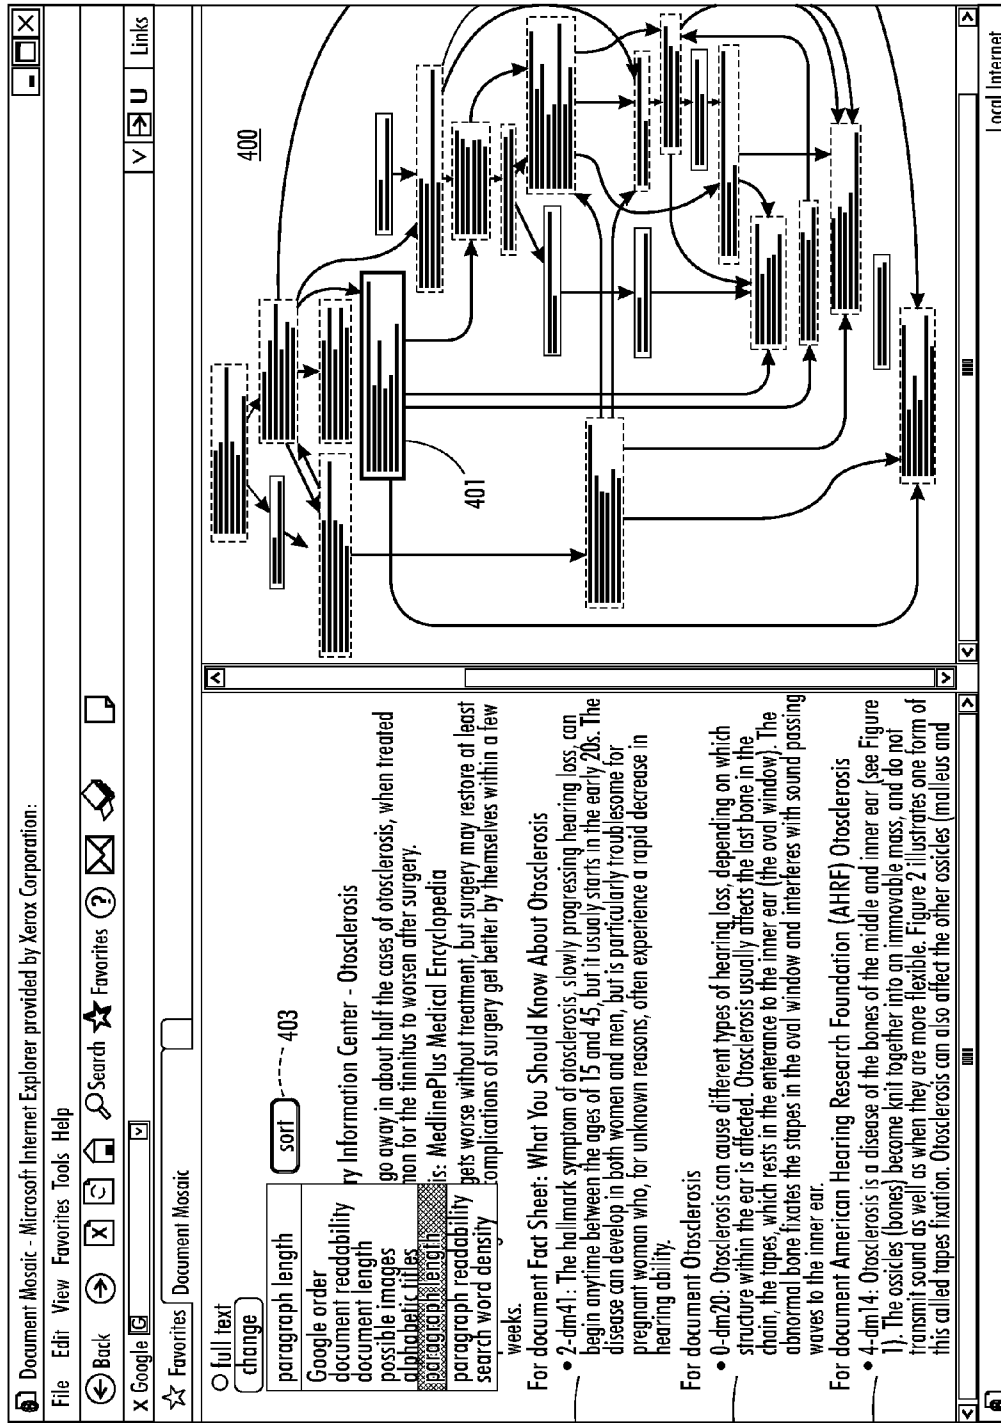 Document Mosaic - Microsoft Internet Explorer provided by Xerox Corporation:
File Edit View Favorites Tools Help
Back X Search Favorites ?
X Google G v > U Links
Favorites Document Mosaic
full text
change
sort
403
paragraph length
Google order
document readability
document length
possible images
alphabetic titles
paragraph length
paragraph readability
search word density
ry Information Center - Otosclerosis
go away in about half the cases of otosclerosis, when treated
mon for the tinnitus to worsen after surgery.
is: MedlinePlus Medical Encyclopedia
gets worse without treatment, but surgery may restore at least
complications of surgery get better by themselves within a few
weeks.
For document Fact Sheet: What You Should Know About Otosclerosis
• 2-dm41: The hallmark symptom of otosclerosis, slowly progressing hearing loss, can
begin anytime between the ages of 15 and 45, but it usualy starts in the early 20s. The
disease can develop in both women and men, but is particularly troublesome for
pregnant women who, for unknown reasons, often experience a rapid decrease in
hearing ability.
For document Otosclerosis
• 0-dm20: Otosclerosis can cause different types of hearing loss, depending on which
structure within the ear is affected. Otosclerosis usually affects the last bone in the
chain, the tapes, which rests in the enterance to the inner ear (the oval window). The
abnormal bone fixates the stapes in the oval window and interferes with sound passing
waves to the inner ear.
For document American Hearing Research Foundation (AHRF) Otosclerosis
• 4-dm14: Otosclerosis is a disease of the bones of the middle and inner ear (see Figure
1). The ossicles (bones) become knit together into an immovable mass, and do not
transmit sound as well as when they are more flexible. Figure 2 illustrates one form of
this called tapes fixation. Otosclerosis can also affect the other ossicles (malleus and
400
401
Local Internet